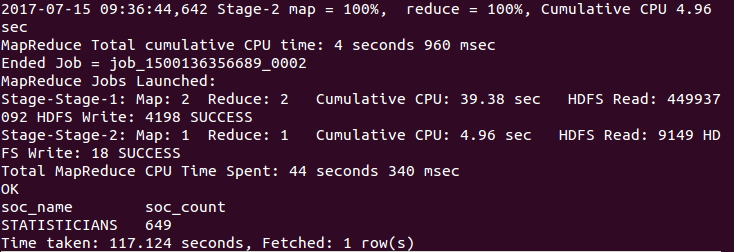 2017-07-15 09:36:44,642 Stage-2 map = 100%,  reduce = 100%, Cumulative CPU 4.96
sec
MapReduce Total cumulative CPU time: 4 seconds 960 msec
Ended Job = job_1500136356689_0002
MapReduce Jobs Launched:
Stage-Stage-1: Map: 2  Reduce: 2   Cumulative CPU: 39.38 sec   HDFS Read: 449937
092 HDFS Write: 4198 SUCCESS
Stage-Stage-2: Map: 1  Reduce: 1   Cumulative CPU: 4.96 sec   HDFS Read: 9149 HD
FS Write: 18 SUCCESS
Total MapReduce CPU Time Spent: 44 seconds 340 msec
OK
soc_name        soc_count
STATISTICIANS   649
Time taken: 117.124 seconds, Fetched: 1 row(s)